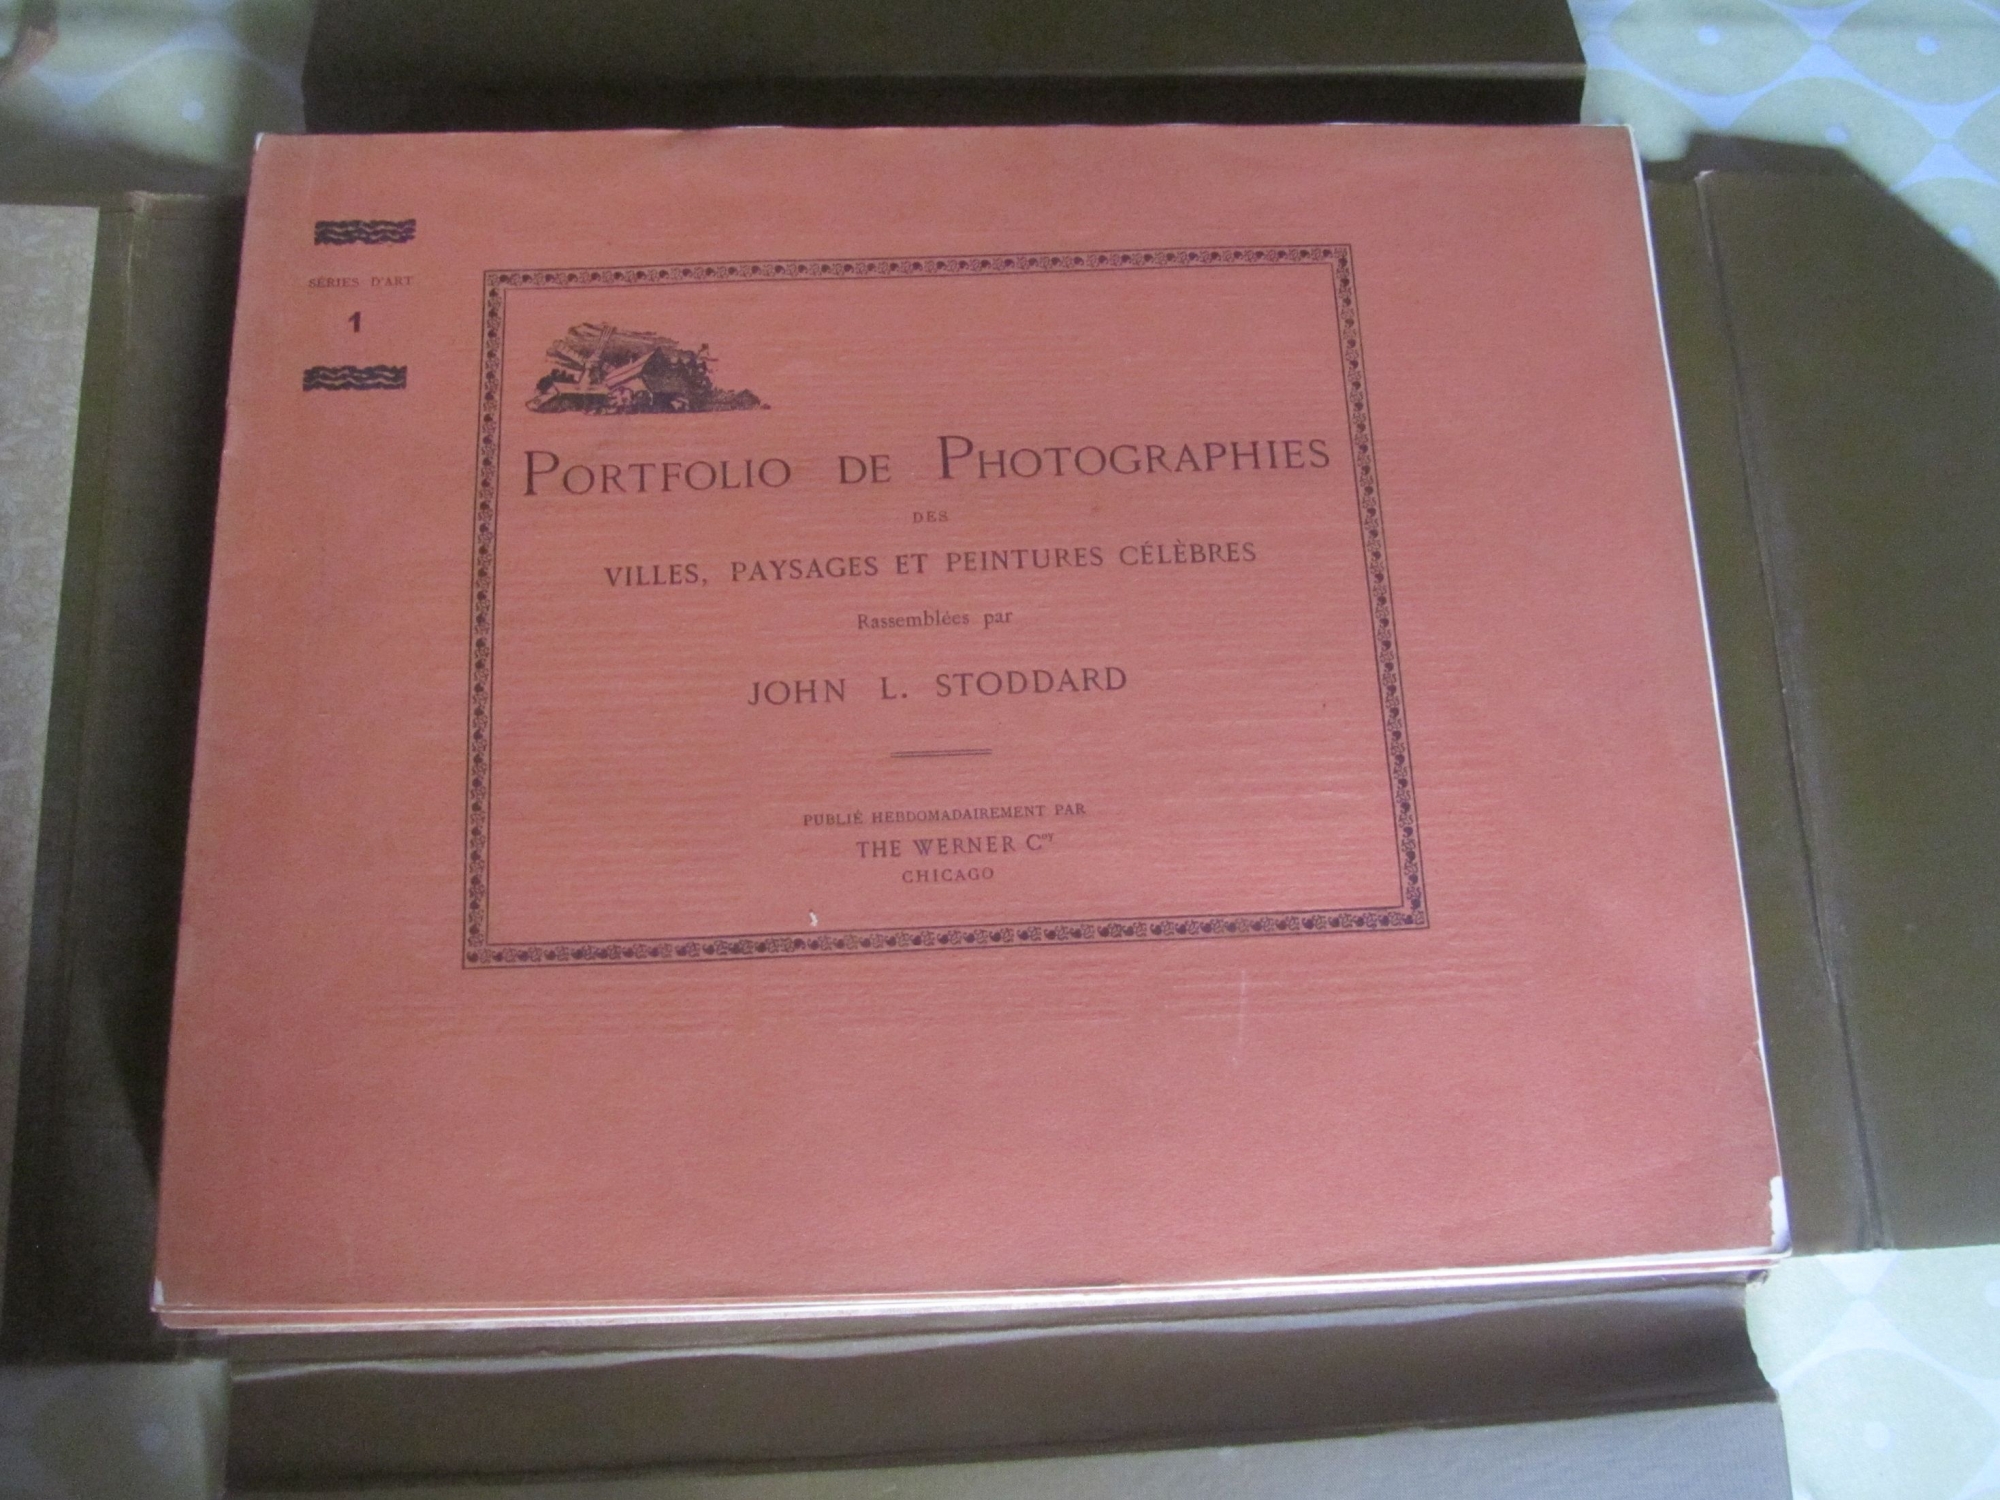 SÉRIES D'ART
1
PORTFOLIO DE PHOTOGRAPHIES
DES
VILLES, PAYSAGES ET PEINTURES CÉLÈBRES
Rassemblées par
JOHN L. STODDARD
PUBLIÉ HEBDOMADAIREMENT PAR
THE WERNER Coy
CHICAGO